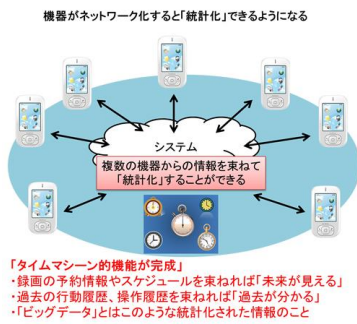 機器がネットワーク化すると「統計化」できるようになる
システム
複数の機器からの情報を束ねて
「統計化」することができる
「タイムマシーン的機能が完成」
・録画の予約情報やスケジュールを束ねれば「未来が見える」
・過去の行動履歴、操作履歴を束ねれば「過去が分かる」
・「ビッグデータ」とはこのような統計化された情報のこと